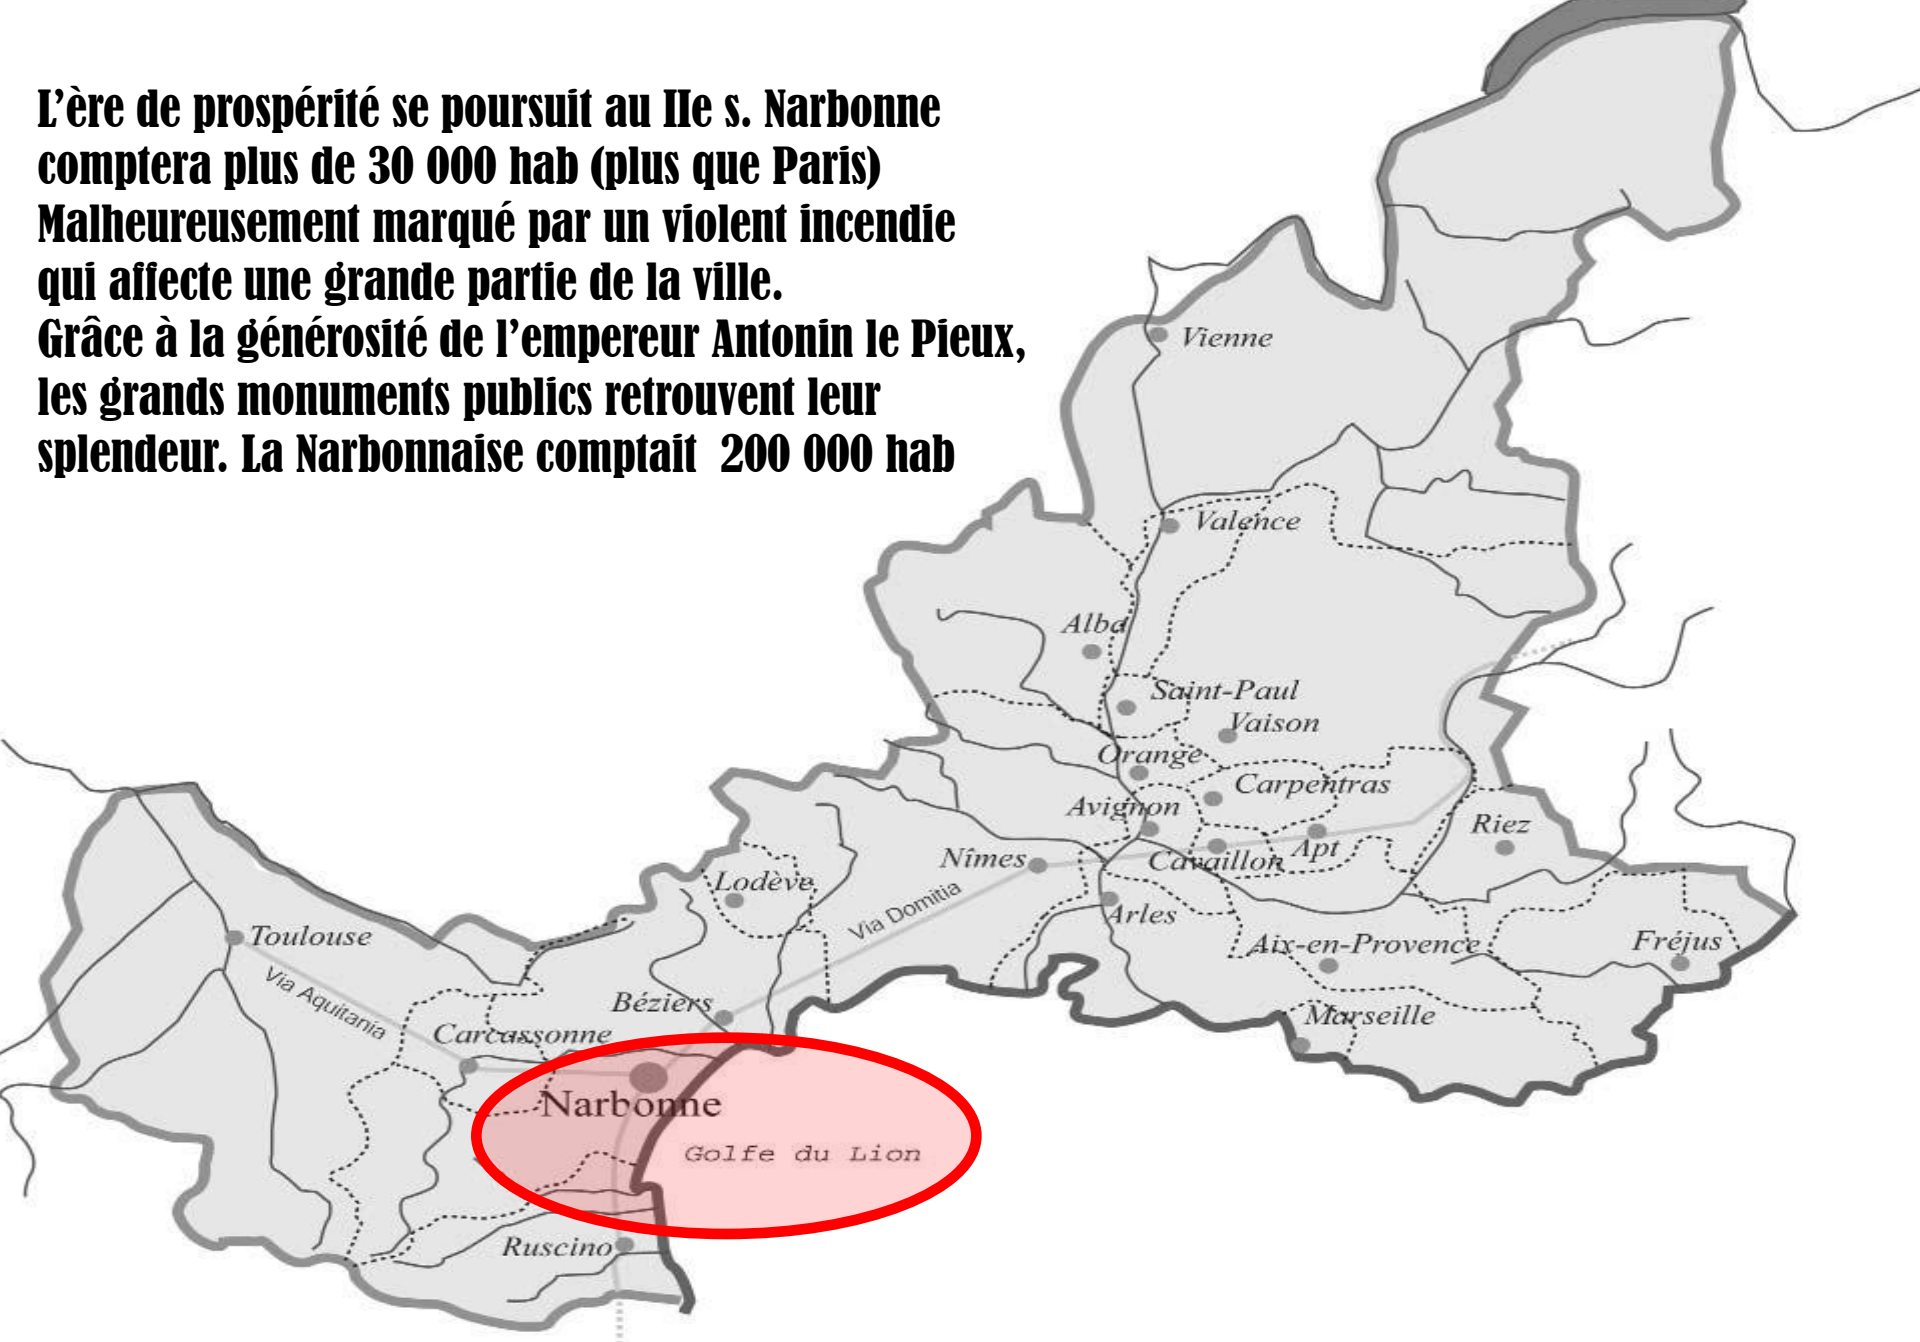 L’ère de prospérité se poursuit au IIe s. Narbonne
comptera plus de 30 000 hab (plus que Paris)
Malheureusement marqué par un violent incendie
qui affecte une grande partie de la ville.
Grâce à la générosité de l’empereur Antonin le Pieux,
les grands monuments publics retrouvent leur
splendeur. La Narbonnaise comptait 200 000 hab
Vienne
Valence
Alba
Saint-Paul
Vaison
Orange
Carpentras
Avignon
Riez
Nîmes
Cavaillon
Apt
Lodève
Via Domitia
Arles
Toulouse
Aix-en-Provence
Fréjus
Via Aquitania
Béziers
Carcassonne
Marseille
Narbonne
Golfe du Lion
Ruscino